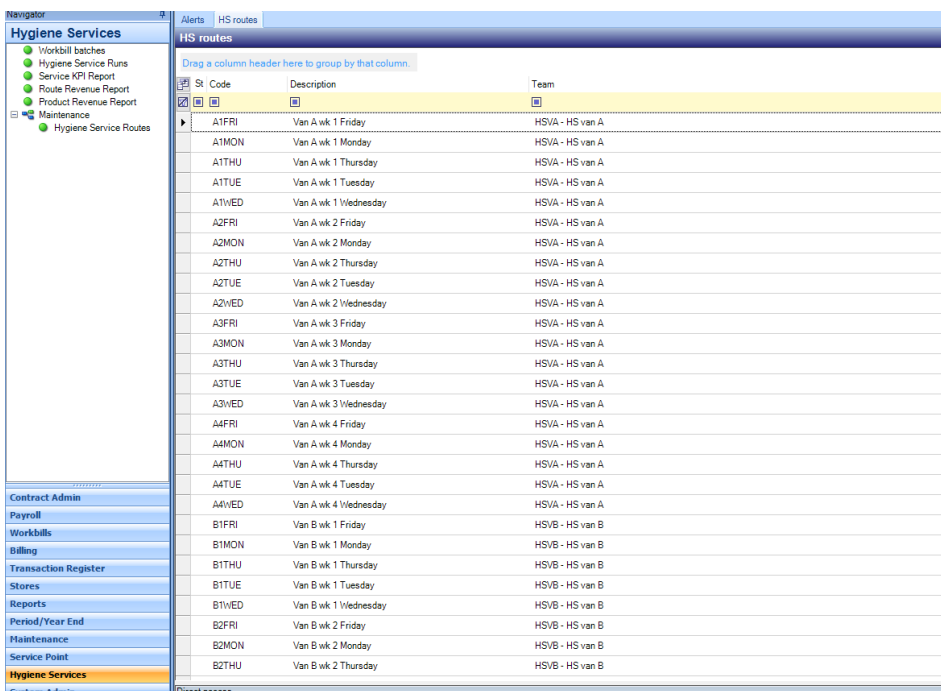 Navigator
Hygiene Services
Workbill batches
Hygiene Service Runs
Service KPI Report
Route Revenue Report
Product Revenue Report
Maintenance
Hygiene Service Routes
Contract Admin
Payroll
Workbills
Billing
Transaction Register
Stores
Reports
Period/Year End
Maintenance
Service Point
Hygiene Services
System Admin
Alerts HS routes
HS routes
Drag a column header here to group by that column.
St Code Description Team
A1FRI Van A wk 1 Friday HSVA - HS van A
A1MON Van A wk 1 Monday HSVA - HS van A
A1THU Van A wk 1 Thursday HSVA - HS van A
A1TUE Van A wk 1 Tuesday HSVA - HS van A
A1WED Van A wk 1 Wednesday HSVA - HS van A
A2FRI Van A wk 2 Friday HSVA - HS van A
A2MON Van A wk 2 Monday HSVA - HS van A
A2THU Van A wk 2 Thursday HSVA - HS van A
A2TUE Van A wk 2 Tuesday HSVA - HS van A
A2WED Van A wk 2 Wednesday HSVA - HS van A
A3FRI Van A wk 3 Friday HSVA - HS van A
A3MON Van A wk 3 Monday HSVA - HS van A
A3THU Van A wk 3 Thursday HSVA - HS van A
A3TUE Van A wk 3 Tuesday HSVA - HS van A
A3WED Van A wk 3 Wednesday HSVA - HS van A
A4FRI Van A wk 4 Friday HSVA - HS van A
A4MON Van A wk 4 Monday HSVA - HS van A
A4THU Van A wk 4 Thursday HSVA - HS van A
A4TUE Van A wk 4 Tuesday HSVA - HS van A
A4WED Van A wk 4 Wednesday HSVA - HS van A
B1FRI Van B wk 1 Friday HSVB - HS van B
B1MON Van B wk 1 Monday HSVB - HS van B
B1THU Van B wk 1 Thursday HSVB - HS van B
B1TUE Van B wk 1 Tuesday HSVB - HS van B
B1WED Van B wk 1 Wednesday HSVB - HS van B
B2FRI Van B wk 2 Friday HSVB - HS van B
B2MON Van B wk 2 Monday HSVB - HS van B
B2THU Van B wk 2 Thursday HSVB - HS van B
Direct access